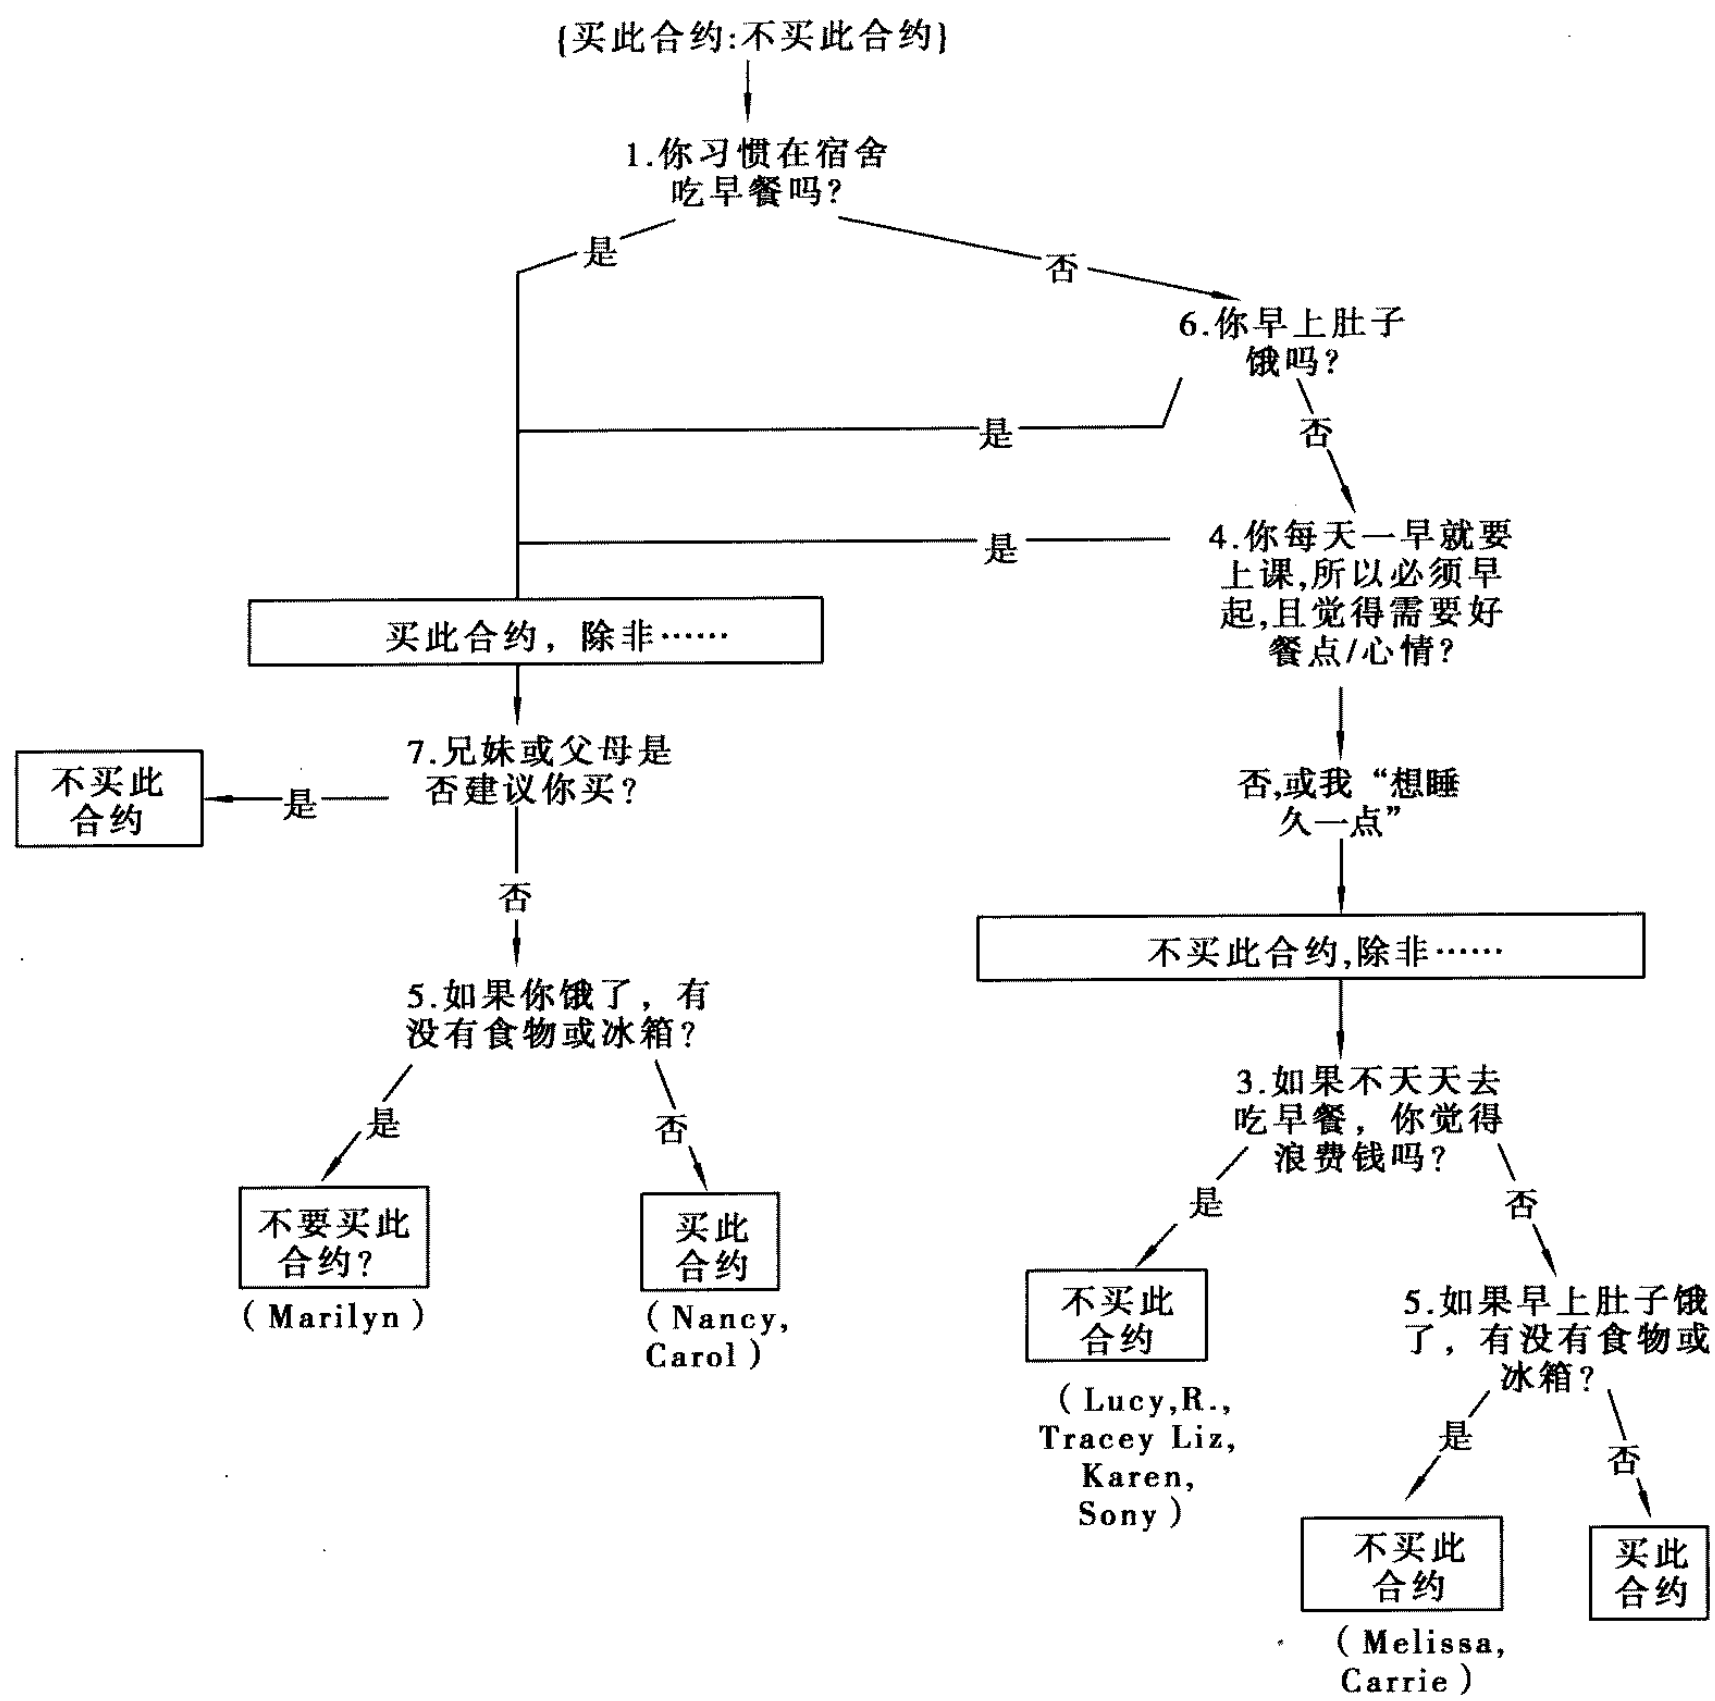 {买此合约:不买此合约}
1.你习惯在宿舍
吃早餐吗?
是
否
6.你早上肚子
饿吗?
是
否
4.你每天一早就要
上课,所以必须早
起,且觉得需要好
餐点/心情?
是
买此合约，除非……
7.兄妹或父母是
否建议你买?
不买此
合约
是
否，或我“想睡
久一点”
否
不买此合约,除非……
5.如果你饿了，有
没有食物或冰箱?
3.如果不天天去
吃早餐，你觉得
浪费钱吗?
是
否
是
否
不要买此
合约?
(Marilyn)
买此
合约
(Nancy,
Carol)
不买此
合约
(Lucy,R.,
Tracey Liz,
Karen,
Sony)
5.如果早上肚子饿
了，有没有食物或
冰箱?
是
否
不买此
合约
(Melissa,
Carrie)
买此
合约